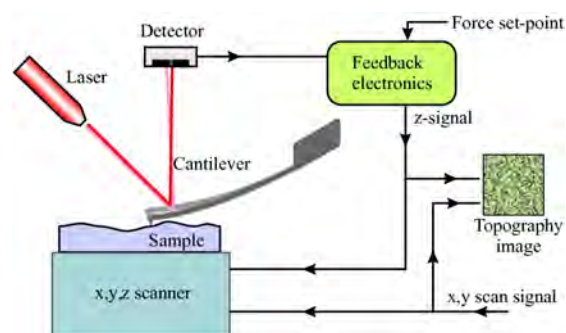 Detector
Force set-point
Laser
Feedback
electronics
z-signal
Cantilever
Sample
Topography
image
x,y,z scanner
x,y scan signal